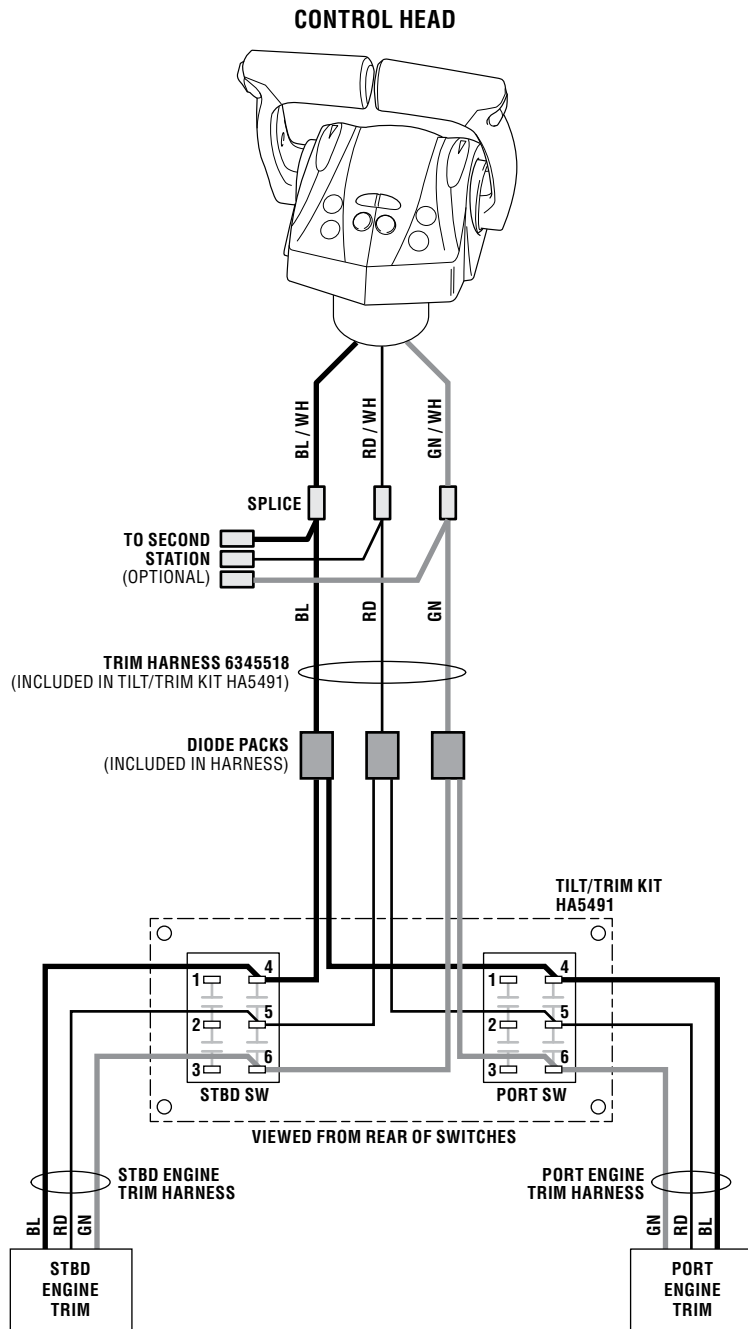 CONTROL HEAD
BL / WH
RD / WH
GN / WH
SPLICE
TO SECOND
STATION
(OPTIONAL)
BL
RD
GN
TRIM HARNESS 6345518
(INCLUDED IN TILT/TRIM KIT HA5491)
DIODE PACKS
(INCLUDED IN HARNESS)
TILT/TRIM KIT
HA5491
1
4
2
5
3
6
STBD SW
1
4
2
5
3
6
PORT SW
VIEWED FROM REAR OF SWITCHES
STBD ENGINE
TRIM HARNESS
PORT ENGINE
TRIM HARNESS
BL
RD
GN
GN
RD
BL
STBD
ENGINE
TRIM
PORT
ENGINE
TRIM